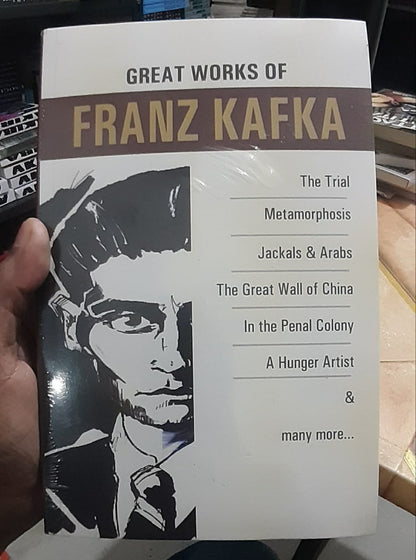 GREAT WORKS OF
FRANZ KAFKA
The Trial
Metamorphosis
Jackals & Arabs
The Great Wall of China
In the Penal Colony
A Hunger Artist
&
many more...